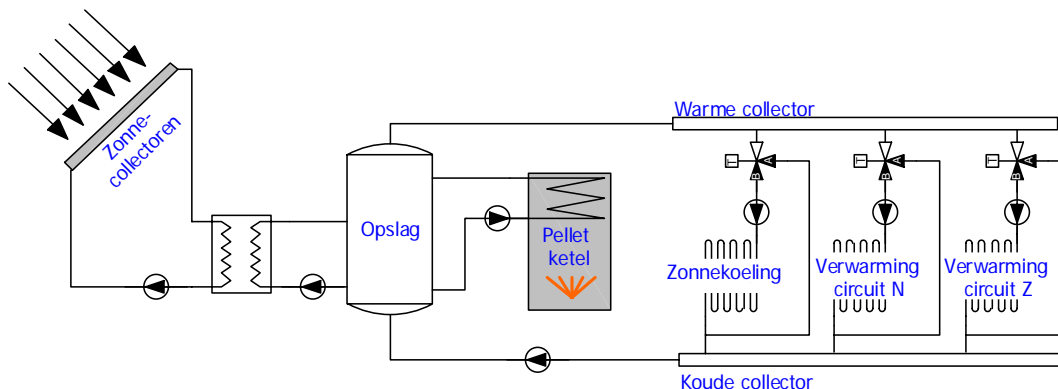 Zonne-
collectoren
Opslag
Pellet
ketel
Warme collector
T
A
B
T
A
B
T
A
B
Zonnekoeling
Verwarming
circuit N
Verwarming
circuit Z
Koude collector